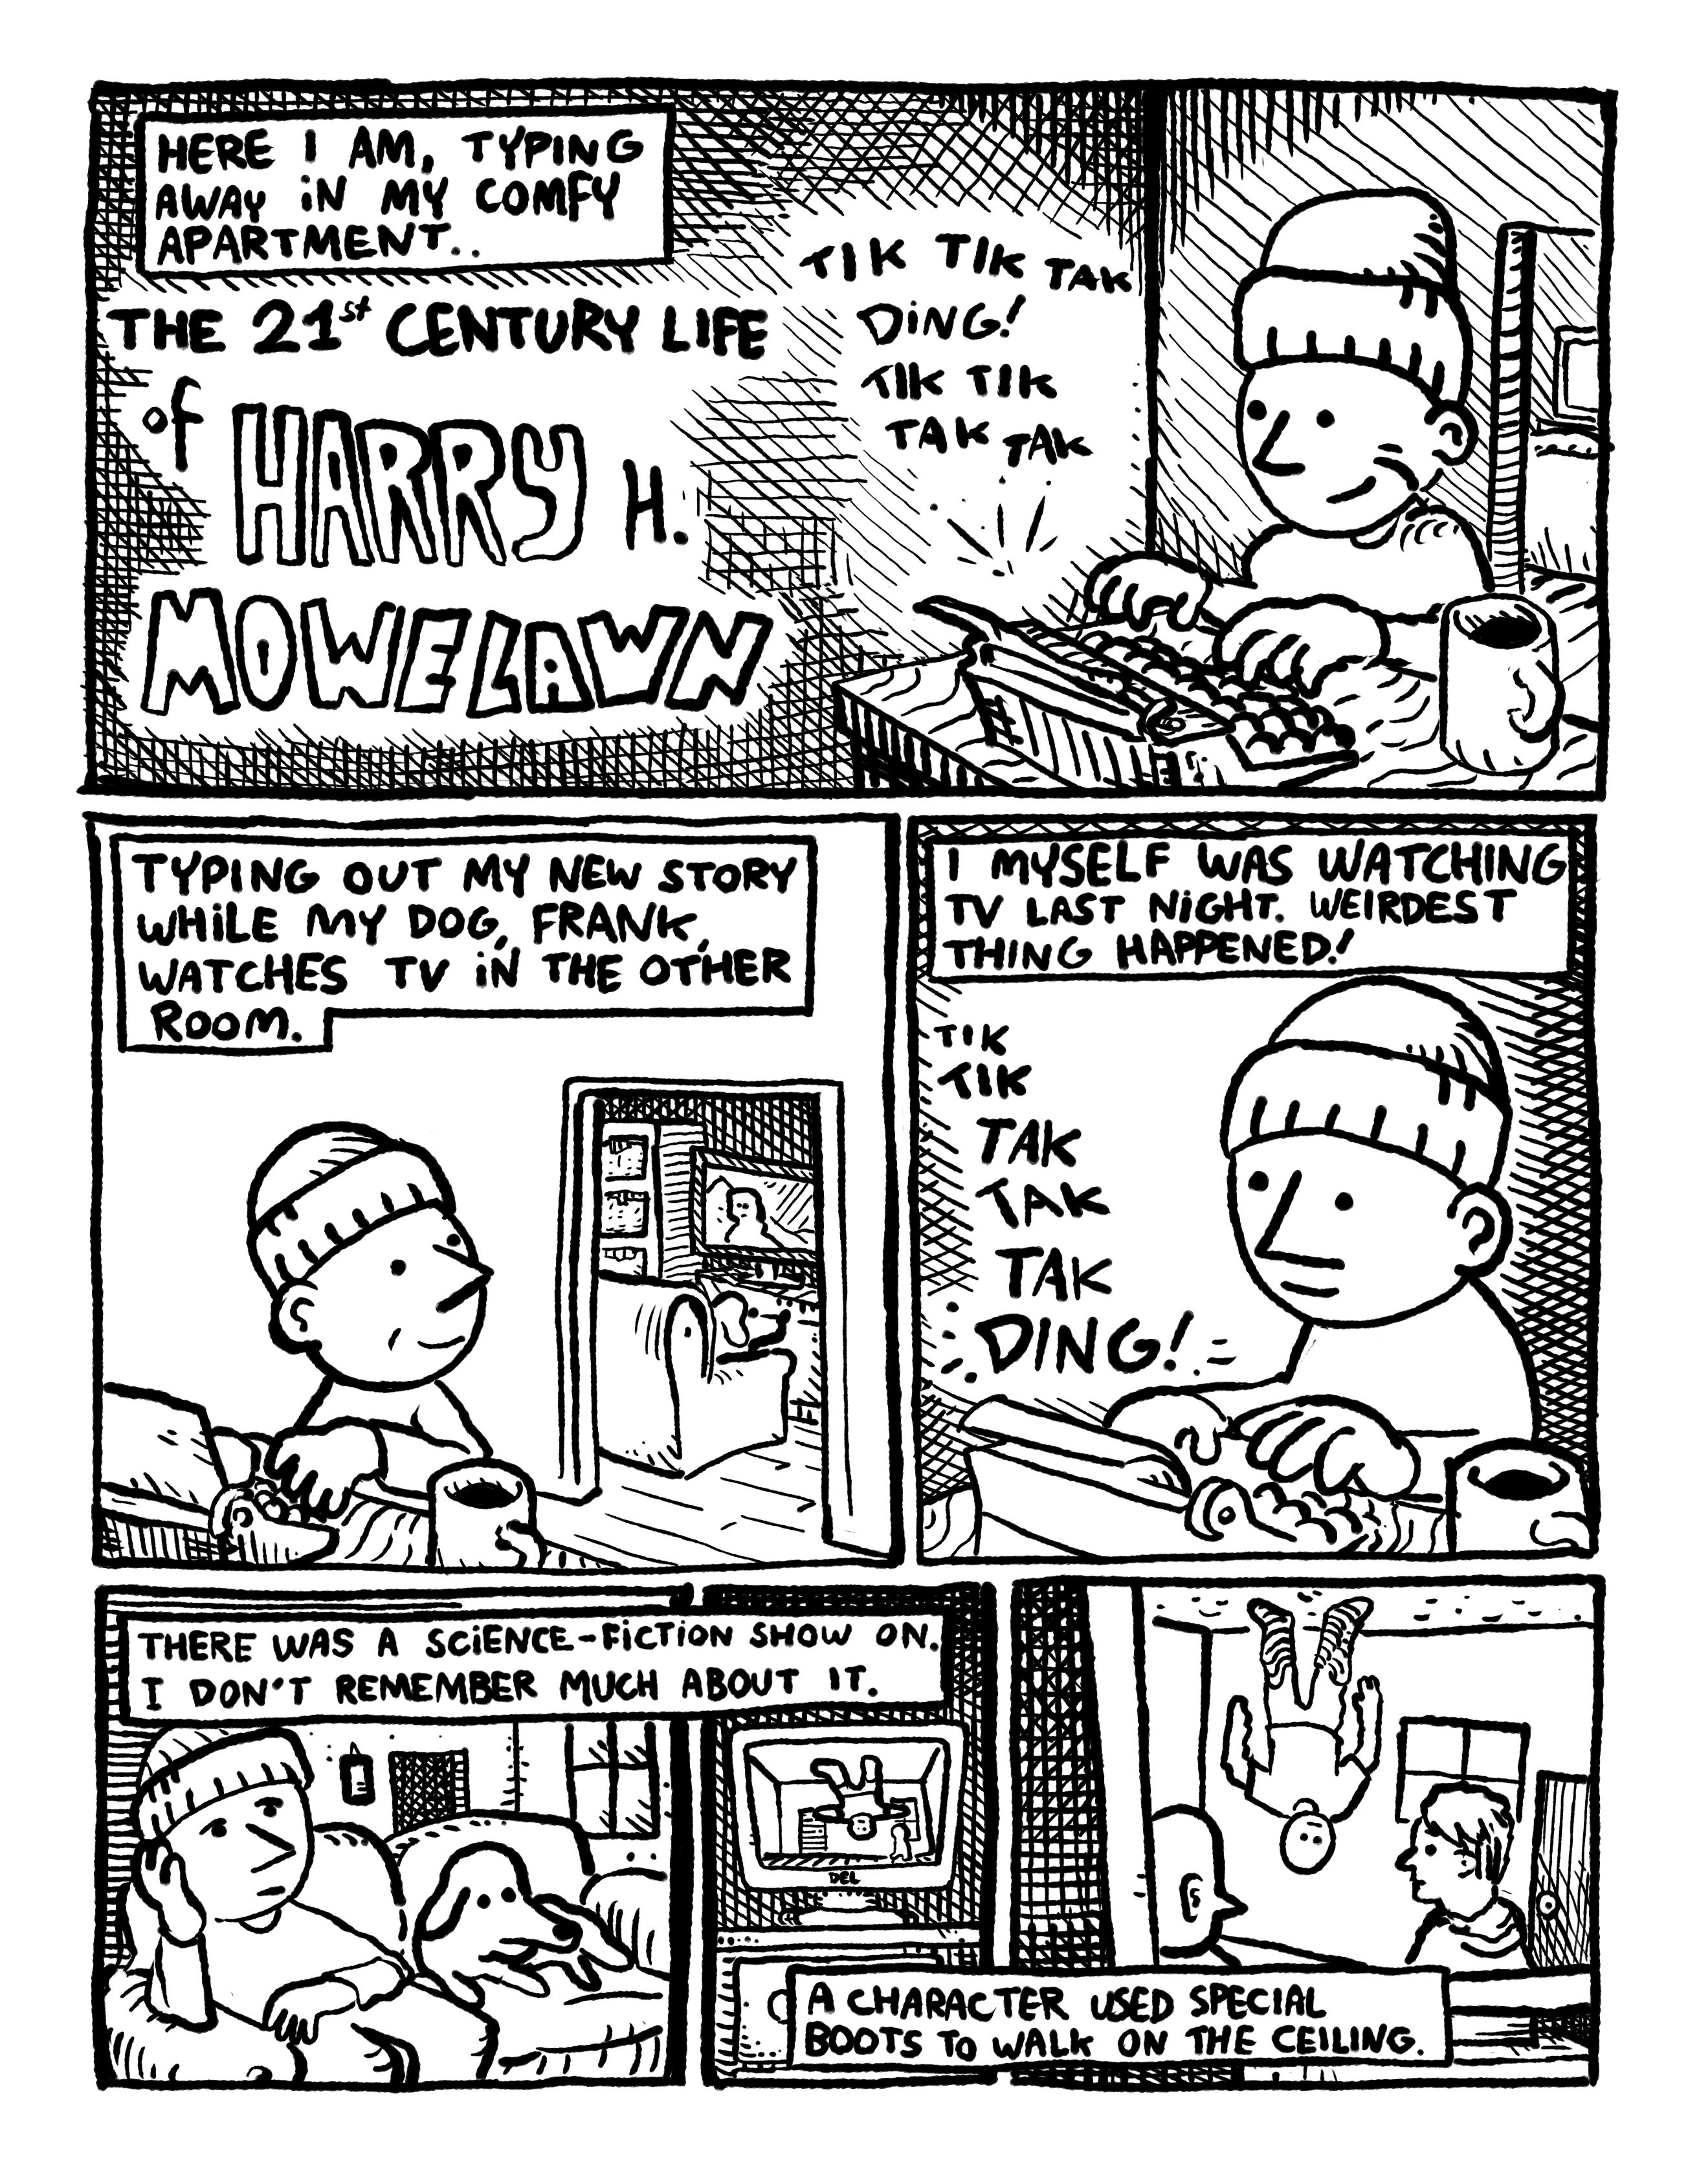 HERE I AM, TYPING
AWAY IN MY COMFY
APARTMENT..
THE 21st CENTURY LIFE
of HARRY H.
MOWELAWN
TIK TIK TAK
DING!
TIK TIK
TAK TAK
TYPING OUT MY NEW STORY
WHILE MY DOG, FRANK,
WATCHES TV IN THE OTHER
ROOM.
I MYSELF WAS WATCHING
TV LAST NIGHT. WEIRDEST
THING HAPPENED!
TIK
TIK
TAK
TAK
TAK
DING!
THERE WAS A SCIENCE-FICTION SHOW ON.
I DON'T REMEMBER MUCH ABOUT IT.
DEL
A CHARACTER USED SPECIAL
BOOTS TO WALK ON THE CEILING.